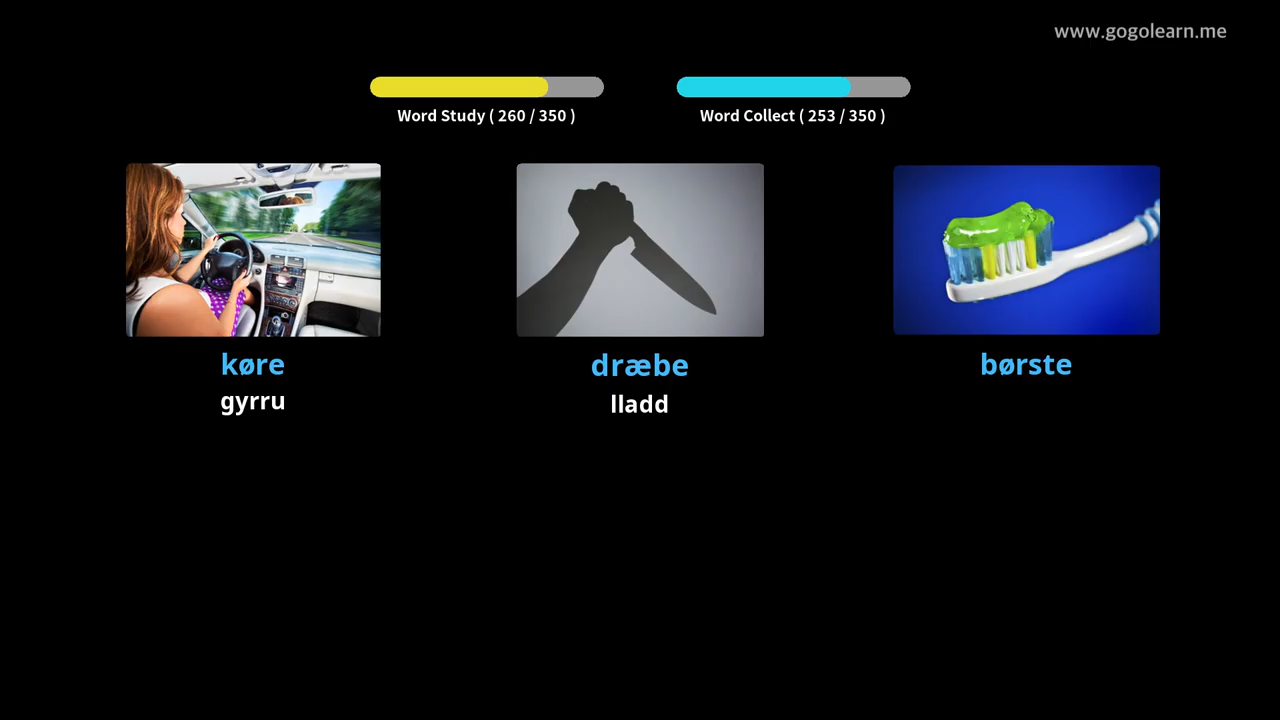 www.gogolearn.me
Word Study ( 260 / 350 )
Word Collect ( 253 / 350 )
køre
gyrru
dræbe
lladd
børste